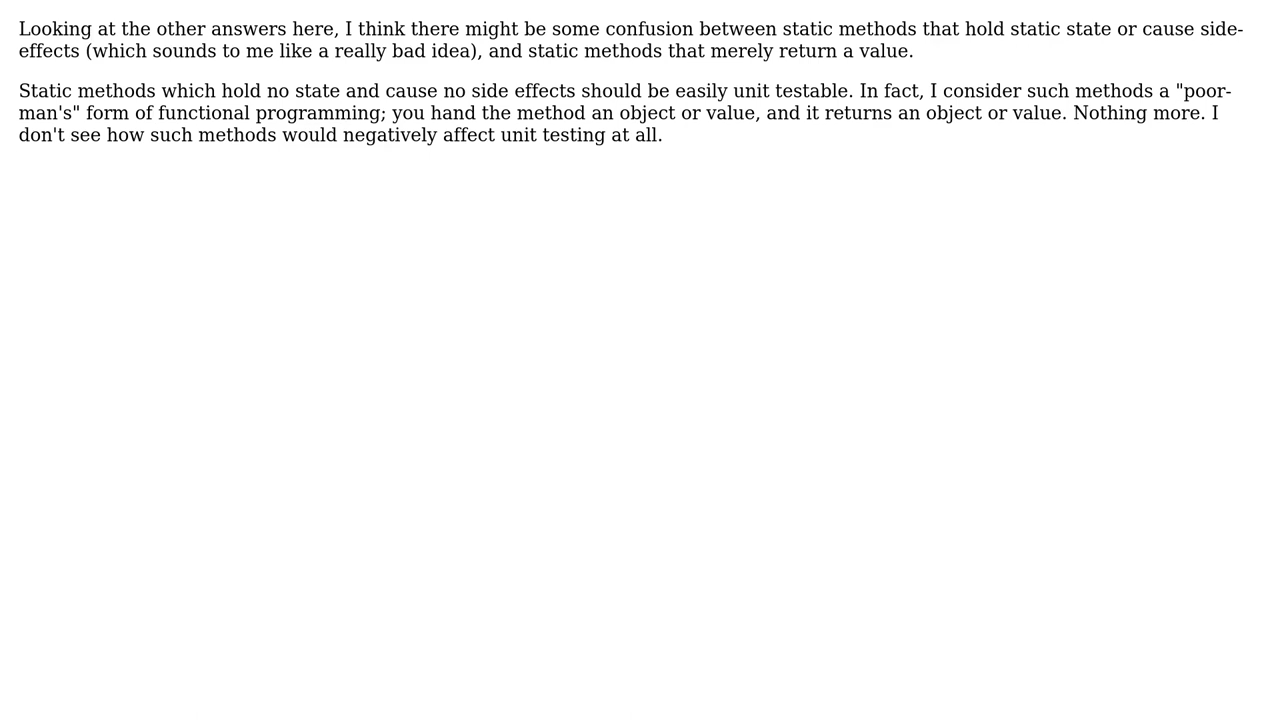 Looking at the other answers here, I think there might be some confusion between static methods that hold static state or cause side-
effects (which sounds to me like a really bad idea), and static methods that merely return a value.
Static methods which hold no state and cause no side effects should be easily unit testable. In fact, I consider such methods a "poor-
man's" form of functional programming; you hand the method an object or value, and it returns an object or value. Nothing more. I
don't see how such methods would negatively affect unit testing at all.